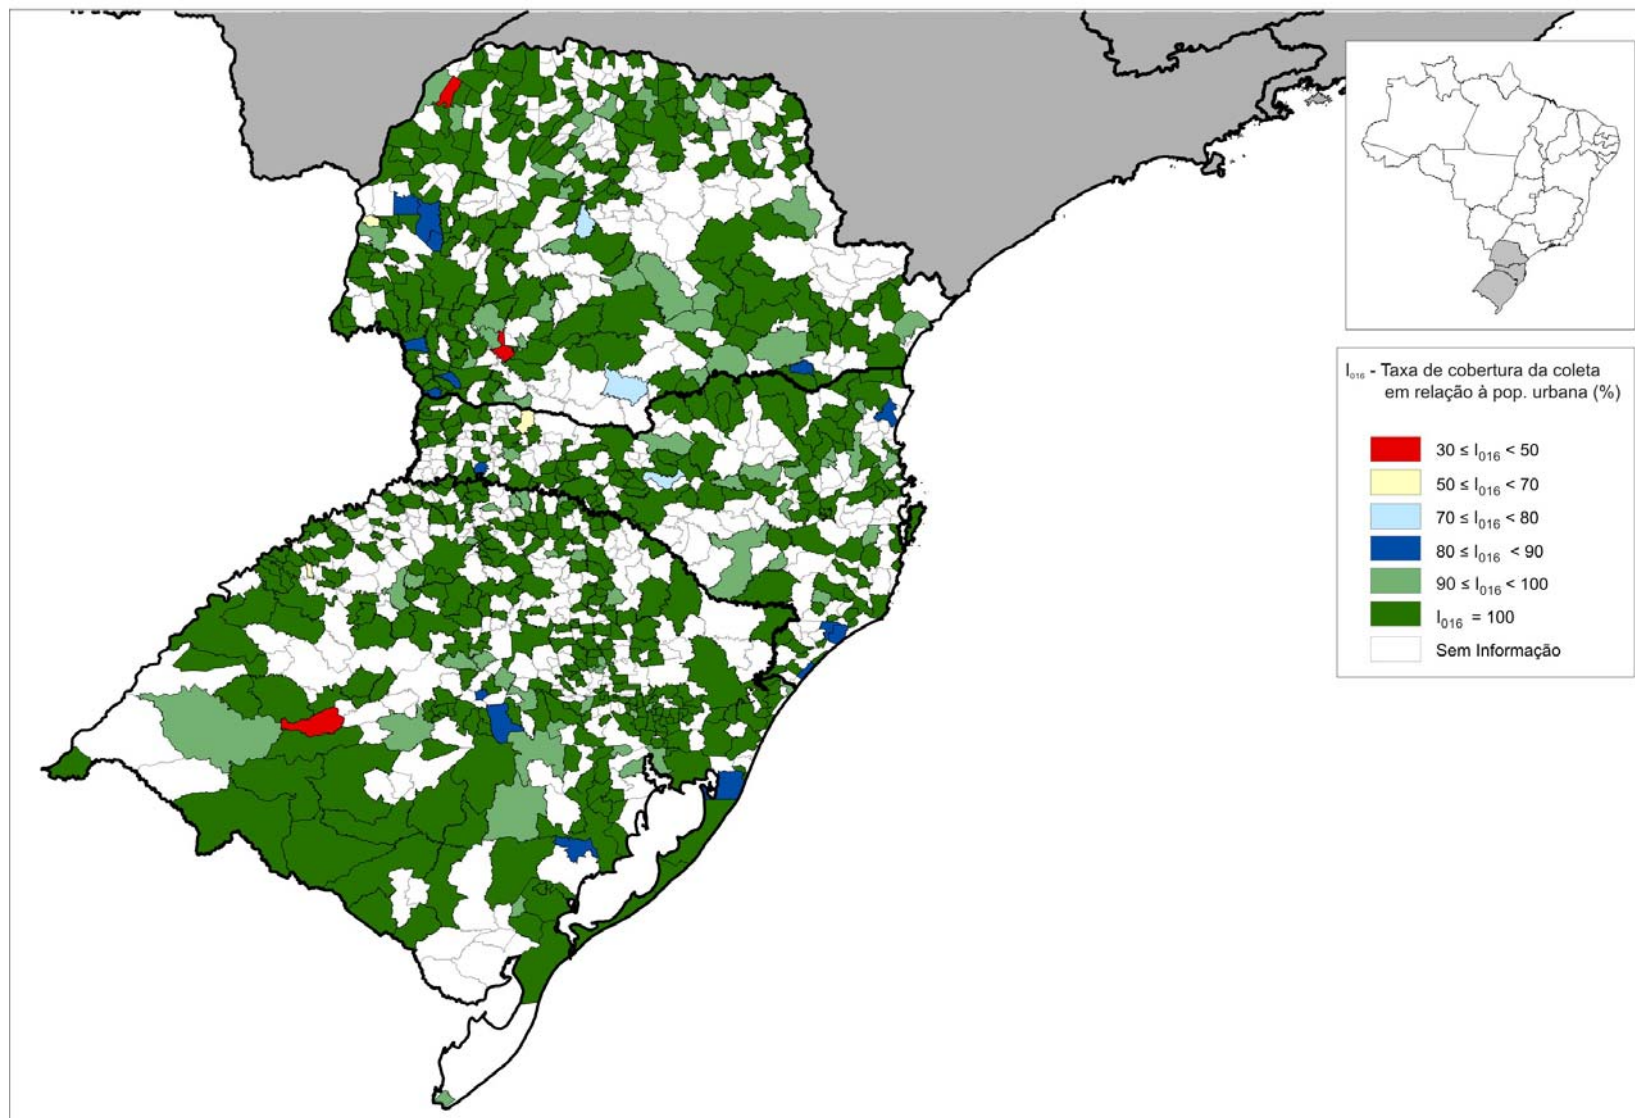 I016 - Taxa de cobertura da coleta
em relação à pop. urbana (%)
30 ≤ I016 < 50
50 ≤ I016 < 70
70 ≤ I016 < 80
80 ≤ I016 < 90
90 ≤ I016 < 100
I016 = 100
Sem Informação